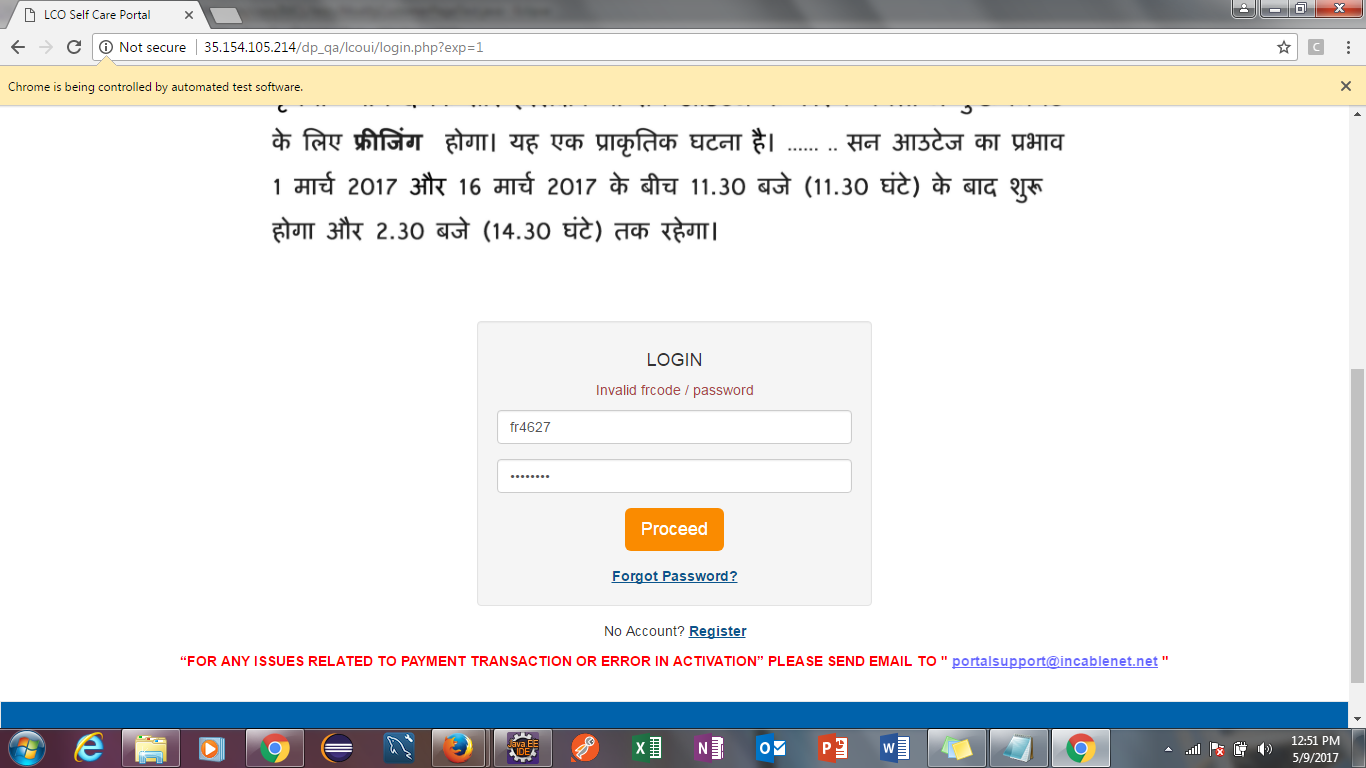 LCO Self Care Portal
Not secure
35.154.105.214/dp_qa/lcoui/login.php?exp=1
Chrome is being controlled by automated test software.
के लिए फ्रीजिंग होगा। यह एक प्राकृतिक घटना है। ...... .. सन आउटेज का प्रभाव
1 मार्च 2017 और 16 मार्च 2017 के बीच 11.30 बजे (11.30 घंटे) के बाद शुरू
होगा और 2.30 बजे (14.30 घंटे) तक रहेगा।
LOGIN
Invalid frcode / password
fr4627
••••••••
Proceed
Forgot Password?
No Account? Register
“FOR ANY ISSUES RELATED TO PAYMENT TRANSACTION OR ERROR IN ACTIVATION” PLEASE SEND EMAIL TO " portalsupport@incablenet.net "
Java EE
IDE
12:51 PM
5/9/2017